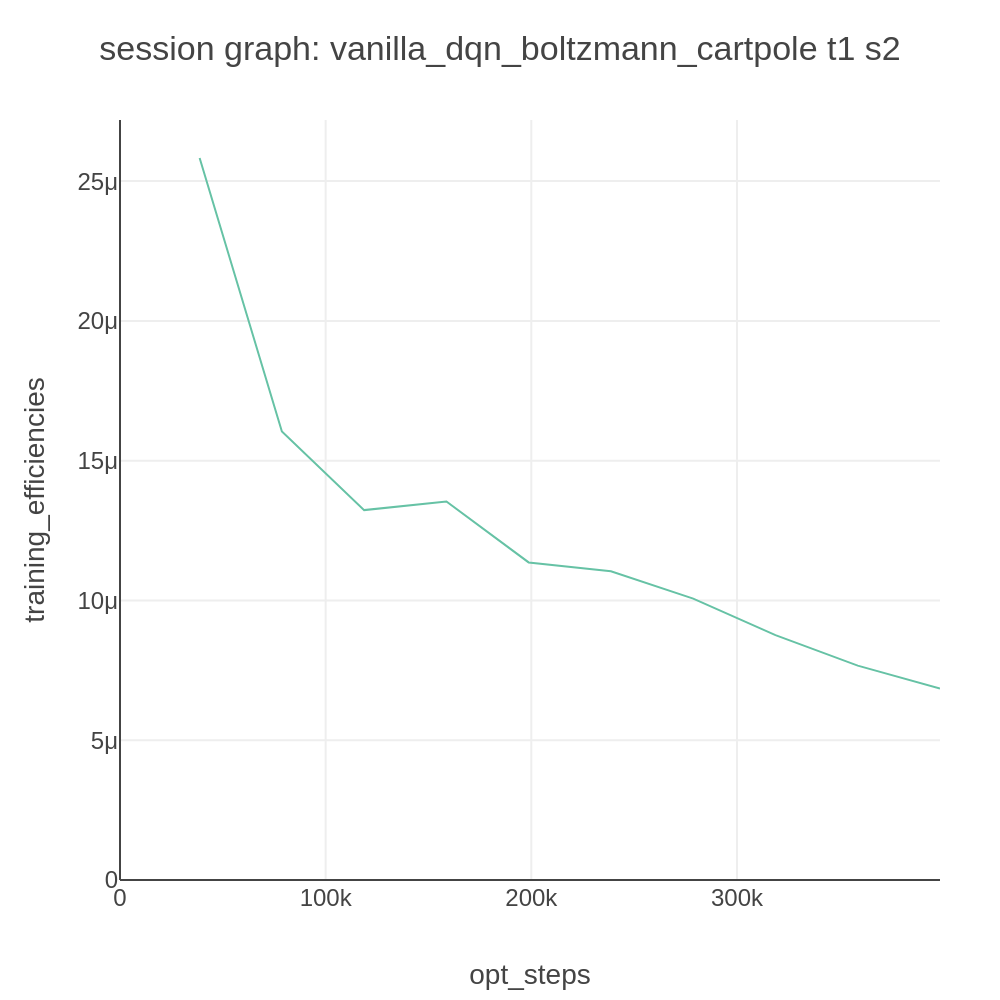 session graph: vanilla_dqn_boltzmann_cartpole t1 s2
25μ
20μ
15μ
10μ
5μ
0
training_efficiencies
0 100k 200k 300k
opt_steps